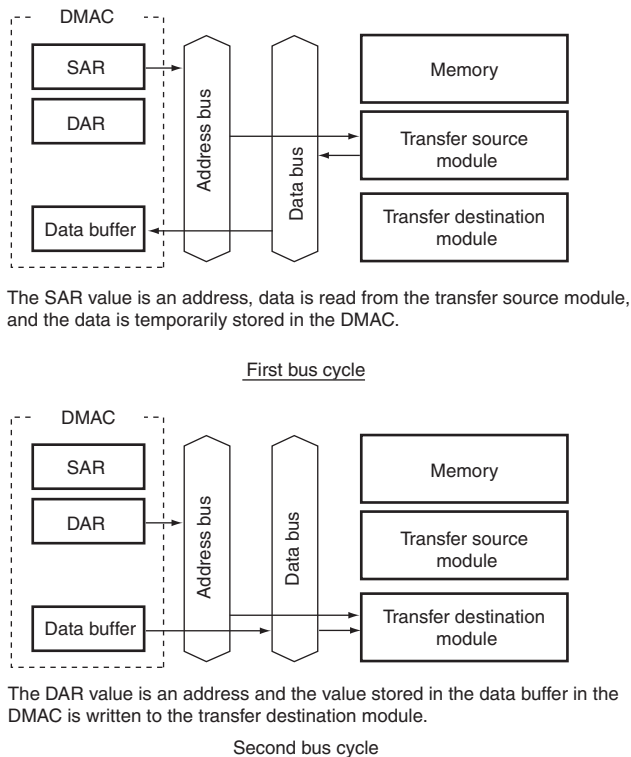 DMAC
SAR
DAR
Data buffer
Address bus
Data bus
Memory
Transfer source
module
Transfer destination
module
The SAR value is an address, data is read from the transfer source module,
and the data is temporarily stored in the DMAC.
First bus cycle
DMAC
SAR
DAR
Data buffer
Address bus
Data bus
Memory
Transfer source
module
Transfer destination
module
The DAR value is an address and the value stored in the data buffer in the
DMAC is written to the transfer destination module.
Second bus cycle